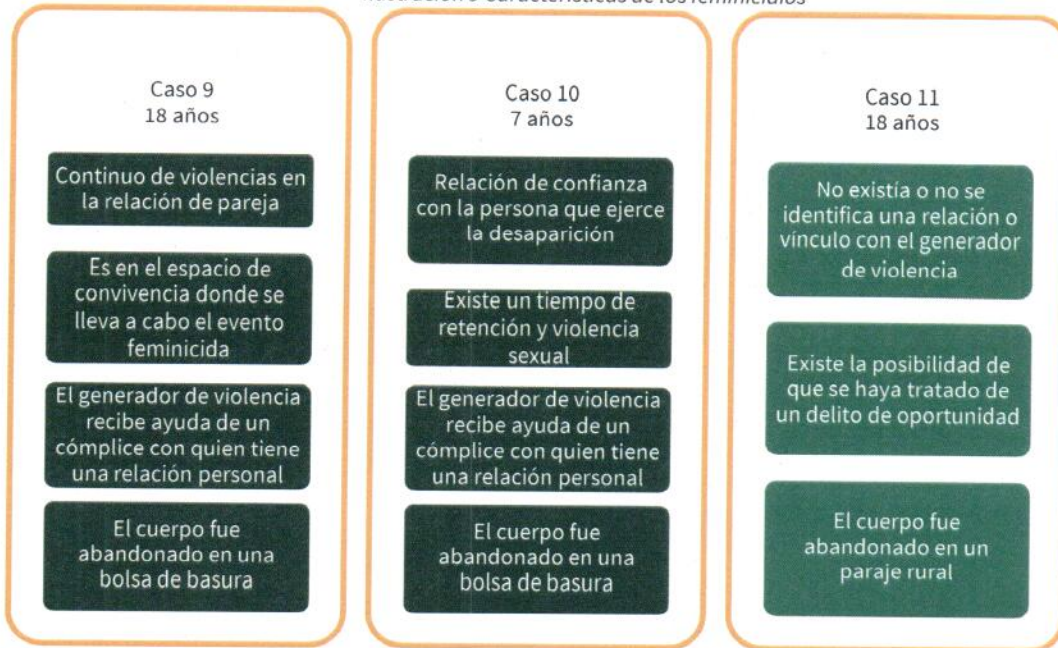 Características de los feminicidios
Caso 9
18 años
Continuo de violencias en
la relación de pareja
Es en el espacio de
convivencia donde se
lleva a cabo el evento
feminicida
El generador de violencia
recibe ayuda de un
cómplice con quien tiene
una relación personal
El cuerpo fue
abandonado en una
bolsa de basura
Caso 10
7 años
Relación de confianza
con la persona que ejerce
la desaparición
Existe un tiempo de
retención y violencia
sexual
El generador de violencia
recibe ayuda de un
cómplice con quien tiene
una relación personal
El cuerpo fue
abandonado en una
bolsa de basura
Caso 11
18 años
No existía o no se
identifica una relación o
vínculo con el generador
de violencia
Existe la posibilidad de
que se haya tratado de
un delito de oportunidad
El cuerpo fue
abandonado en un
paraje rural